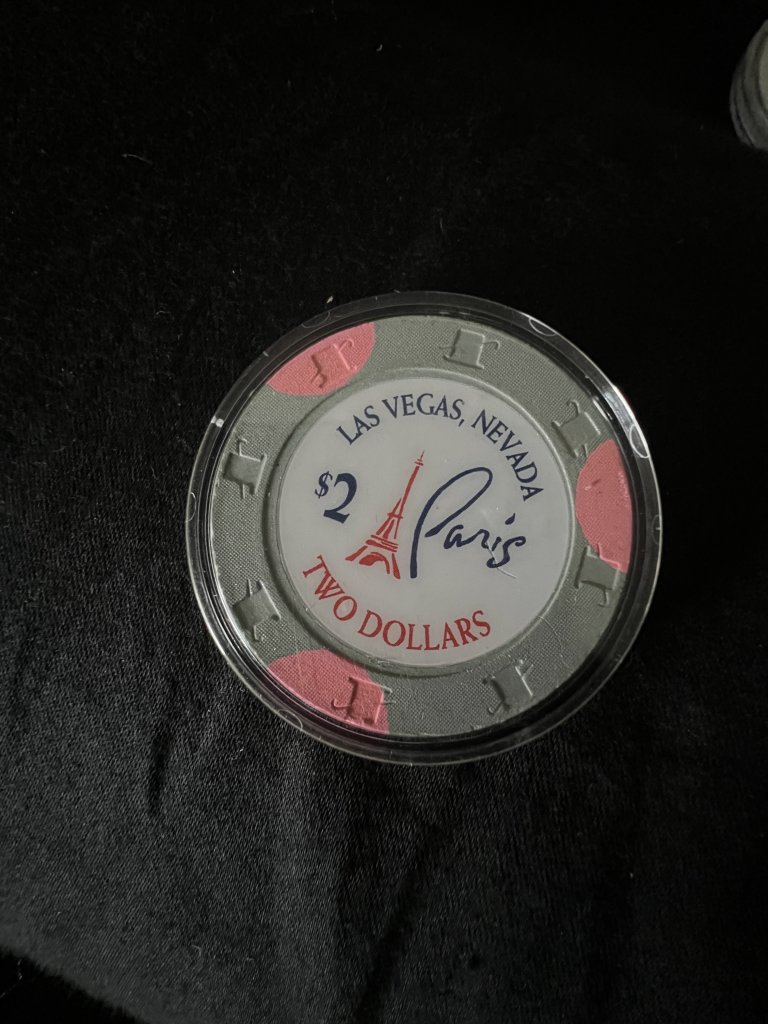 LAS VEGAS, NEVADA
$2
Paris
TWO DOLLARS